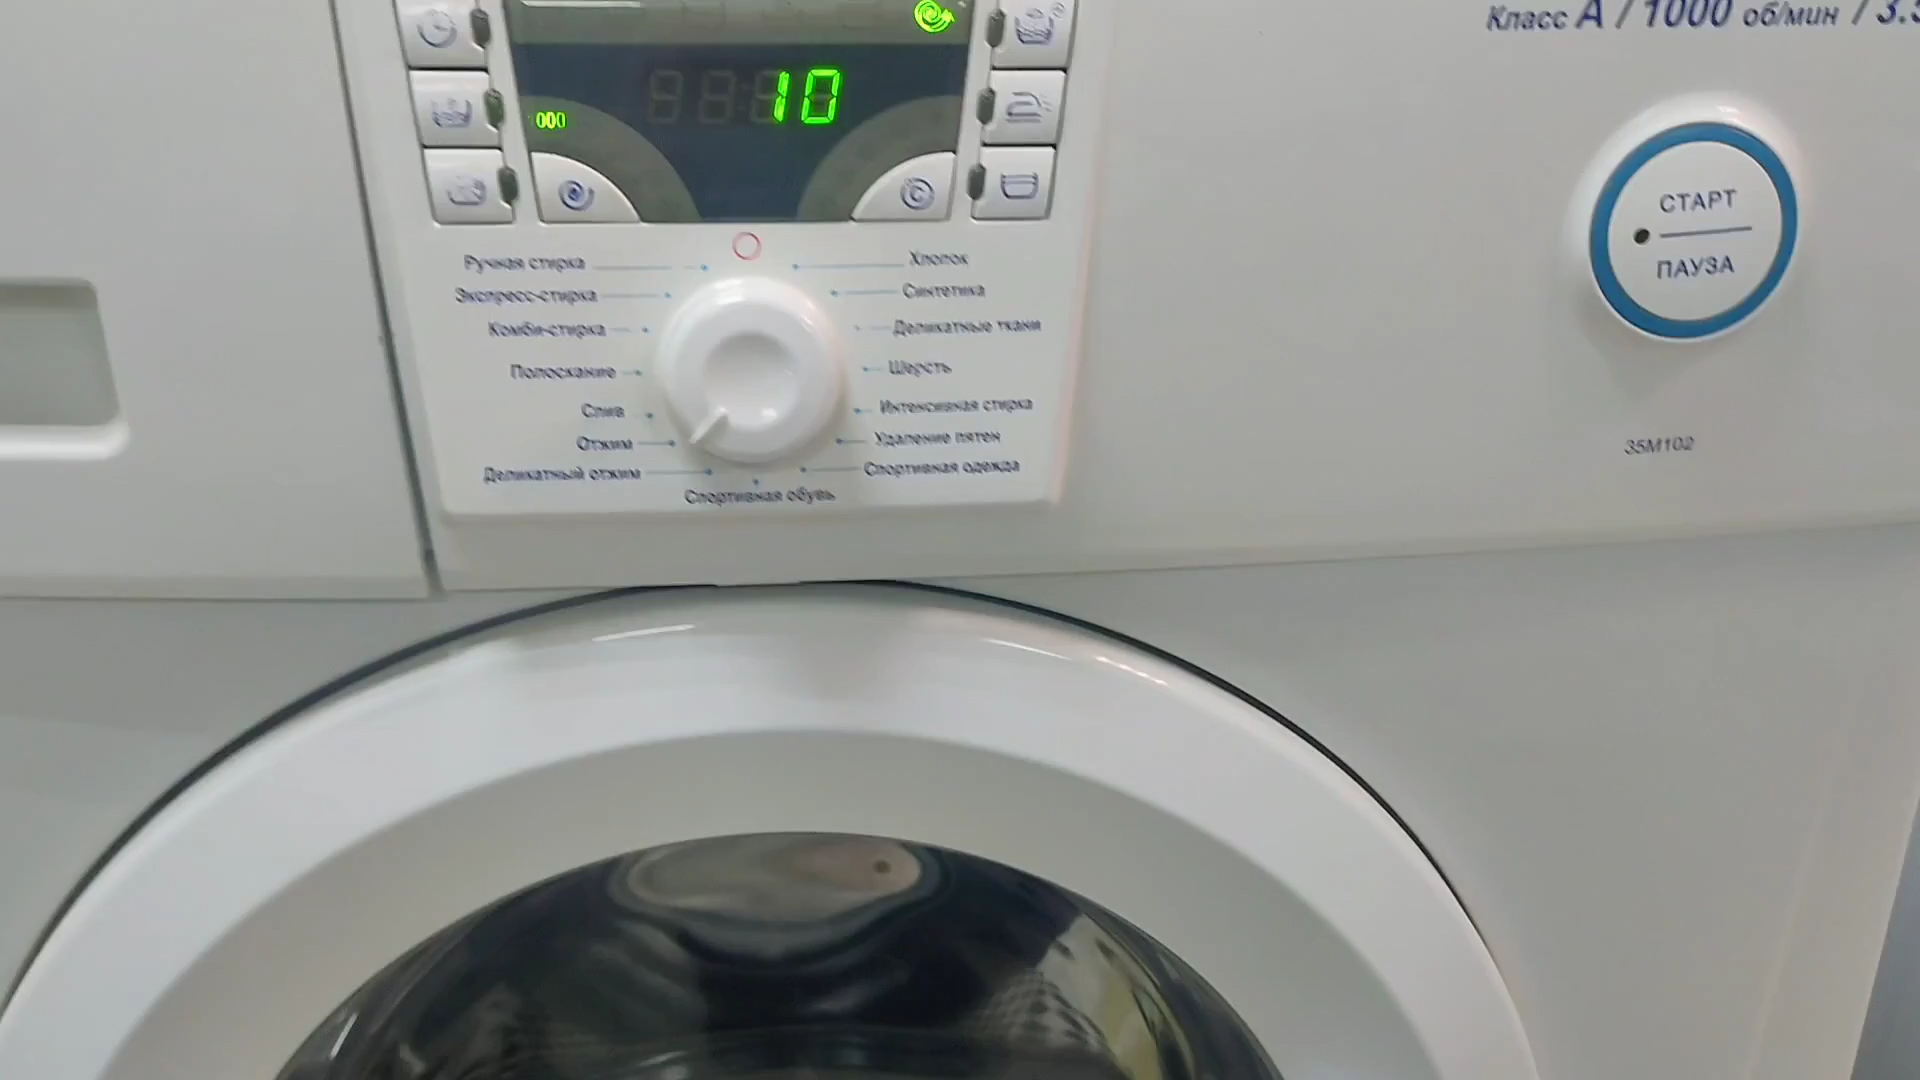 Класс A / 1000 об/мин / 3.5
10
000
C
СТАРТ
ПАУЗА
Ручная стирка
Экспресс-стирка
Комби-стирка
Полоскание
Слив
Отжим
Деликатный отжим
Спортивная обувь
Хлопок
Синтетика
Деликатные ткани
Шерсть
Интенсивная стирка
Удаление пятен
Спортивная одежда
35M102